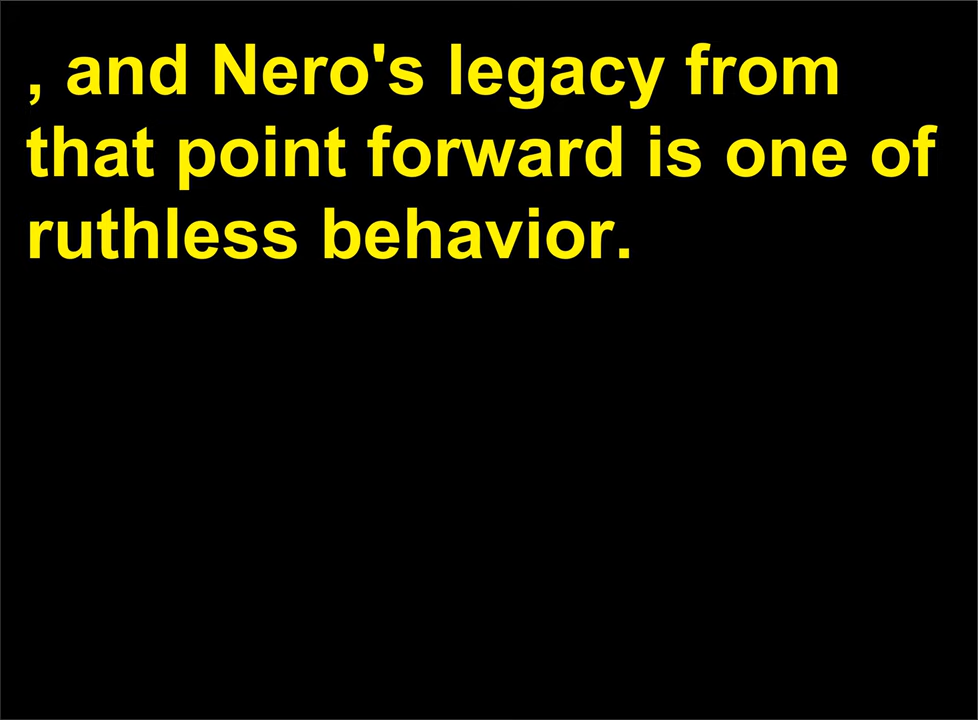 , and Nero's legacy from
that point forward is one of
ruthless behavior.